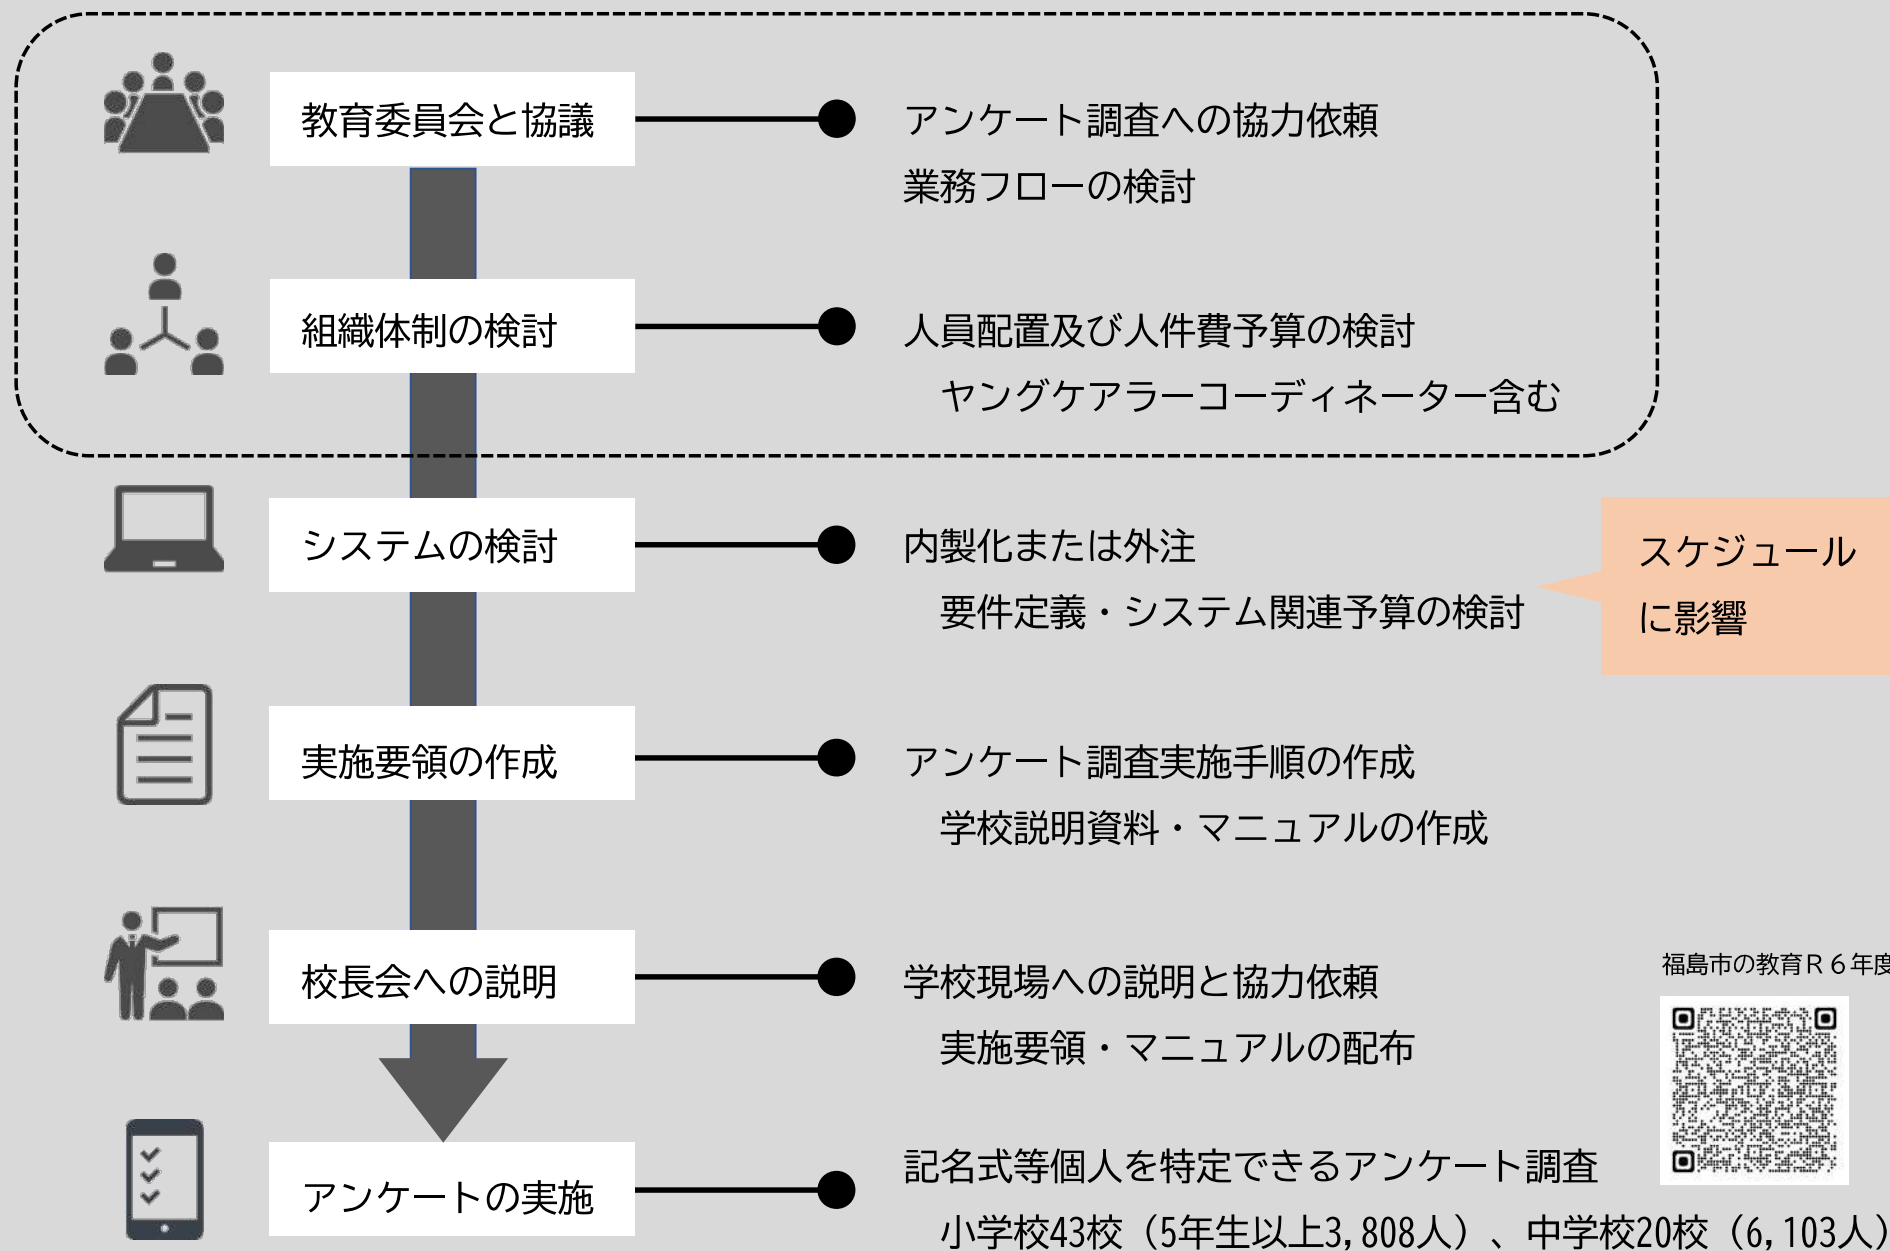 教育委員会と協議
アンケート調査への協力依頼
業務フローの検討
組織体制の検討
人員配置及び人件費予算の検討
ヤングケアラーコーディネーター含む
システムの検討
内製化または外注
要件定義・システム関連予算の検討
スケジュール
に影響
実施要領の作成
アンケート調査実施手順の作成
学校説明資料・マニュアルの作成
校長会への説明
学校現場への説明と協力依頼
実施要領・マニュアルの配布
福島市の教育R6年度
アンケートの実施
記名式等個人を特定できるアンケート調査
小学校43校（5年生以上3,808人）、中学校20校（6,103人）